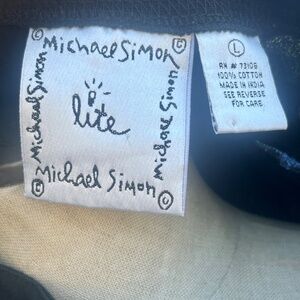 © Michael Simon ©
Michael Simon
lite
Michael Simon
© Michael Simon ©
L
RN # 73108
100% COTTON
MADE IN INDIA
SEE REVERSE
FOR CARE